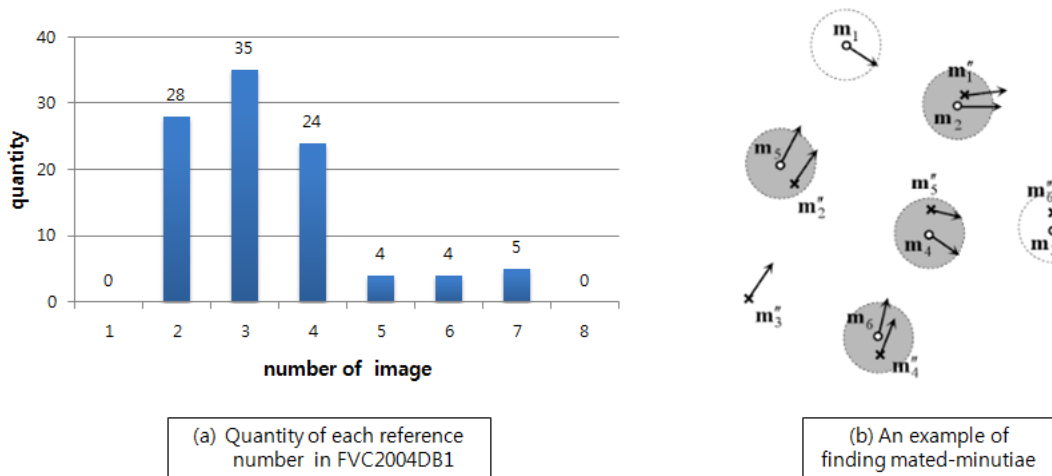 40
30
20
10
0
quantity
0
28
35
24
4
4
5
0
1 2 3 4 5 6 7 8
number of image
(a) Quantity of each reference
number in FVC2004DB1
m₁
m₁″
m₂
m₅
m₂″
m₅″
m₄
m₆″
m₃″
m₆
m₄″
(b) An example of
finding mated-minutiae